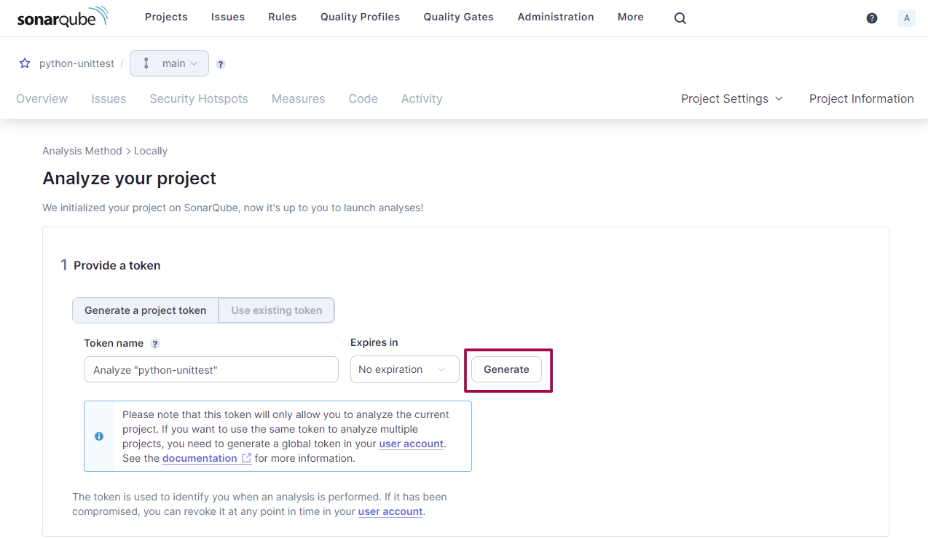 sonarqube Projects Issues Rules Quality Profiles Quality Gates Administration More ? A
python-unittest / main ?
Overview Issues Security Hotspots Measures Code Activity Project Settings Project Information
Analysis Method > Locally
Analyze your project
We initialized your project on SonarQube, now it's up to you to launch analyses!
1 Provide a token
Generate a project token Use existing token
Token name ? Expires in
Analyze "python-unittest" No expiration Generate
Please note that this token will only allow you to analyze the current
project. If you want to use the same token to analyze multiple
projects, you need to generate a global token in your user account.
See the documentation for more information.
The token is used to identify you when an analysis is performed. If it has been
compromised, you can revoke it at any point in time in your user account.